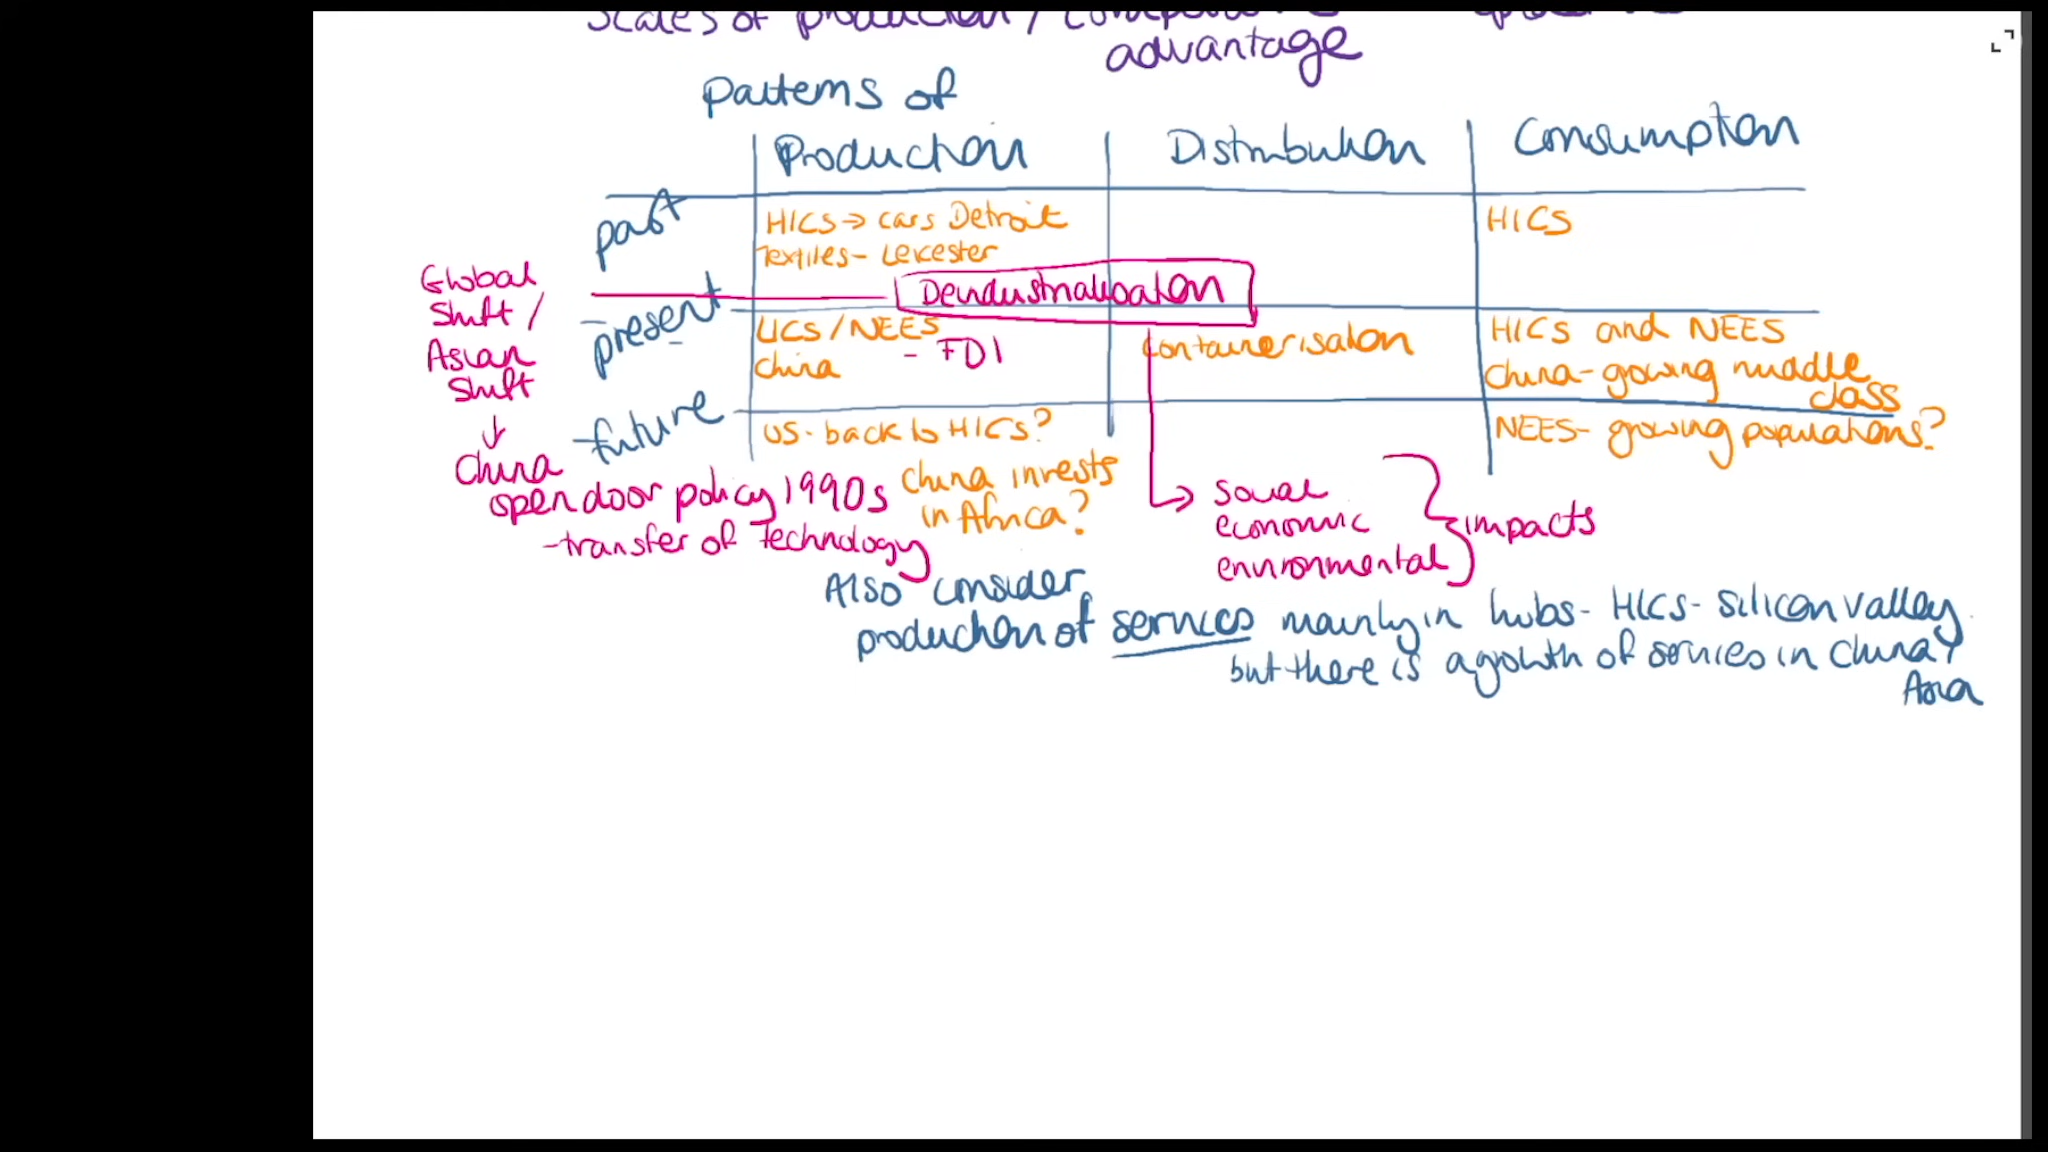 scales of production /
advantage
Patterns of
Production
Distribution
Consumption
past
HICS → cars Detroit
Textiles - Leicester
HICS
Global
Shift /
Asian
Shift
↓
China
open door policy 1990s
- transfer of technology
Deindustrialisation
present
LICS / NEES
- FDI
China
containerisation
HICS and NEES
China - growing middle
class
future
US - back to HICS?
China invests
in Africa?
NEES - growing populations?
→ social
economic
environmental
} impacts
Also consider
production of services mainly in hubs - HICS - silicon valley
but there is a growth of services in China /
Asia